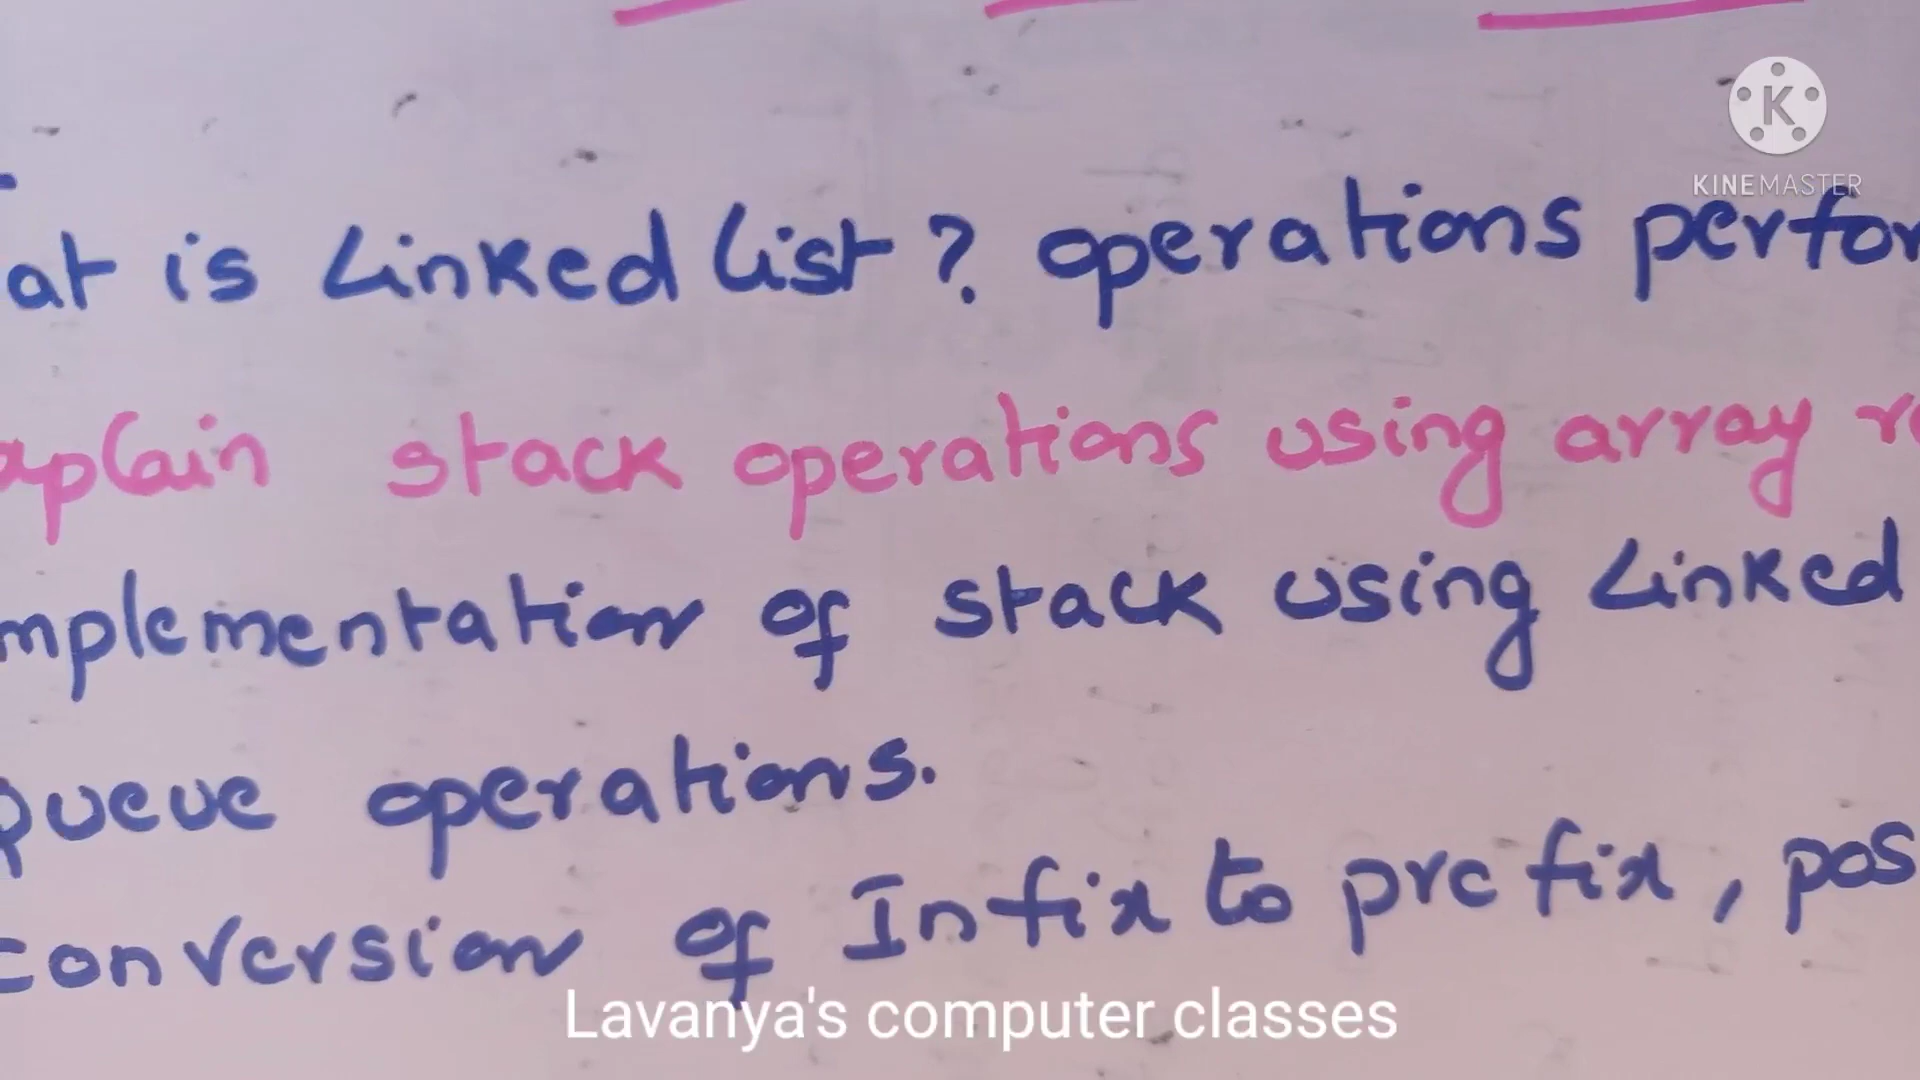 KINEMASTER
at is Linked list? operations perfor
xplain stack operations using array r
mplementation of stack using Linked
queue operations.
conversion of Infix to prefix, pos
Lavanya's computer classes